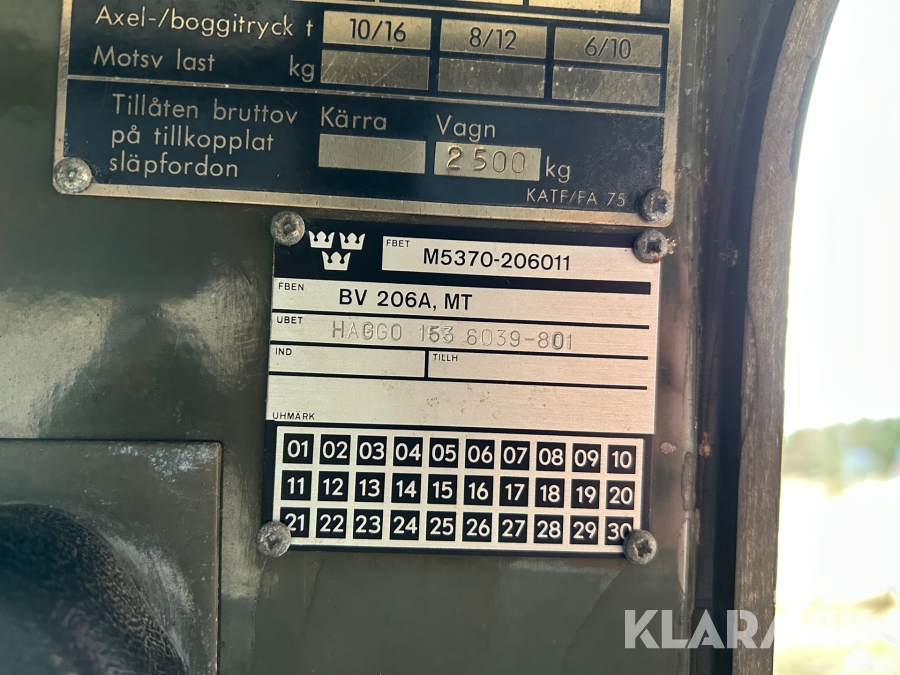 Axel-/boggitryck t 10/16 8/12 6/10
Motsv last kg
Tillåten bruttov
på tillkopplat
släpfordon
Kärra Vagn
2500 kg
KATF/FA 75
FBET M5370-206011
FBEN BV 206A, MT
UBET HAGGO 153 6039-801
IND TILLH
UHMÄRK
01 02 03 04 05 06 07 08 09 10
11 12 13 14 15 16 17 18 19 20
21 22 23 24 25 26 27 28 29 30